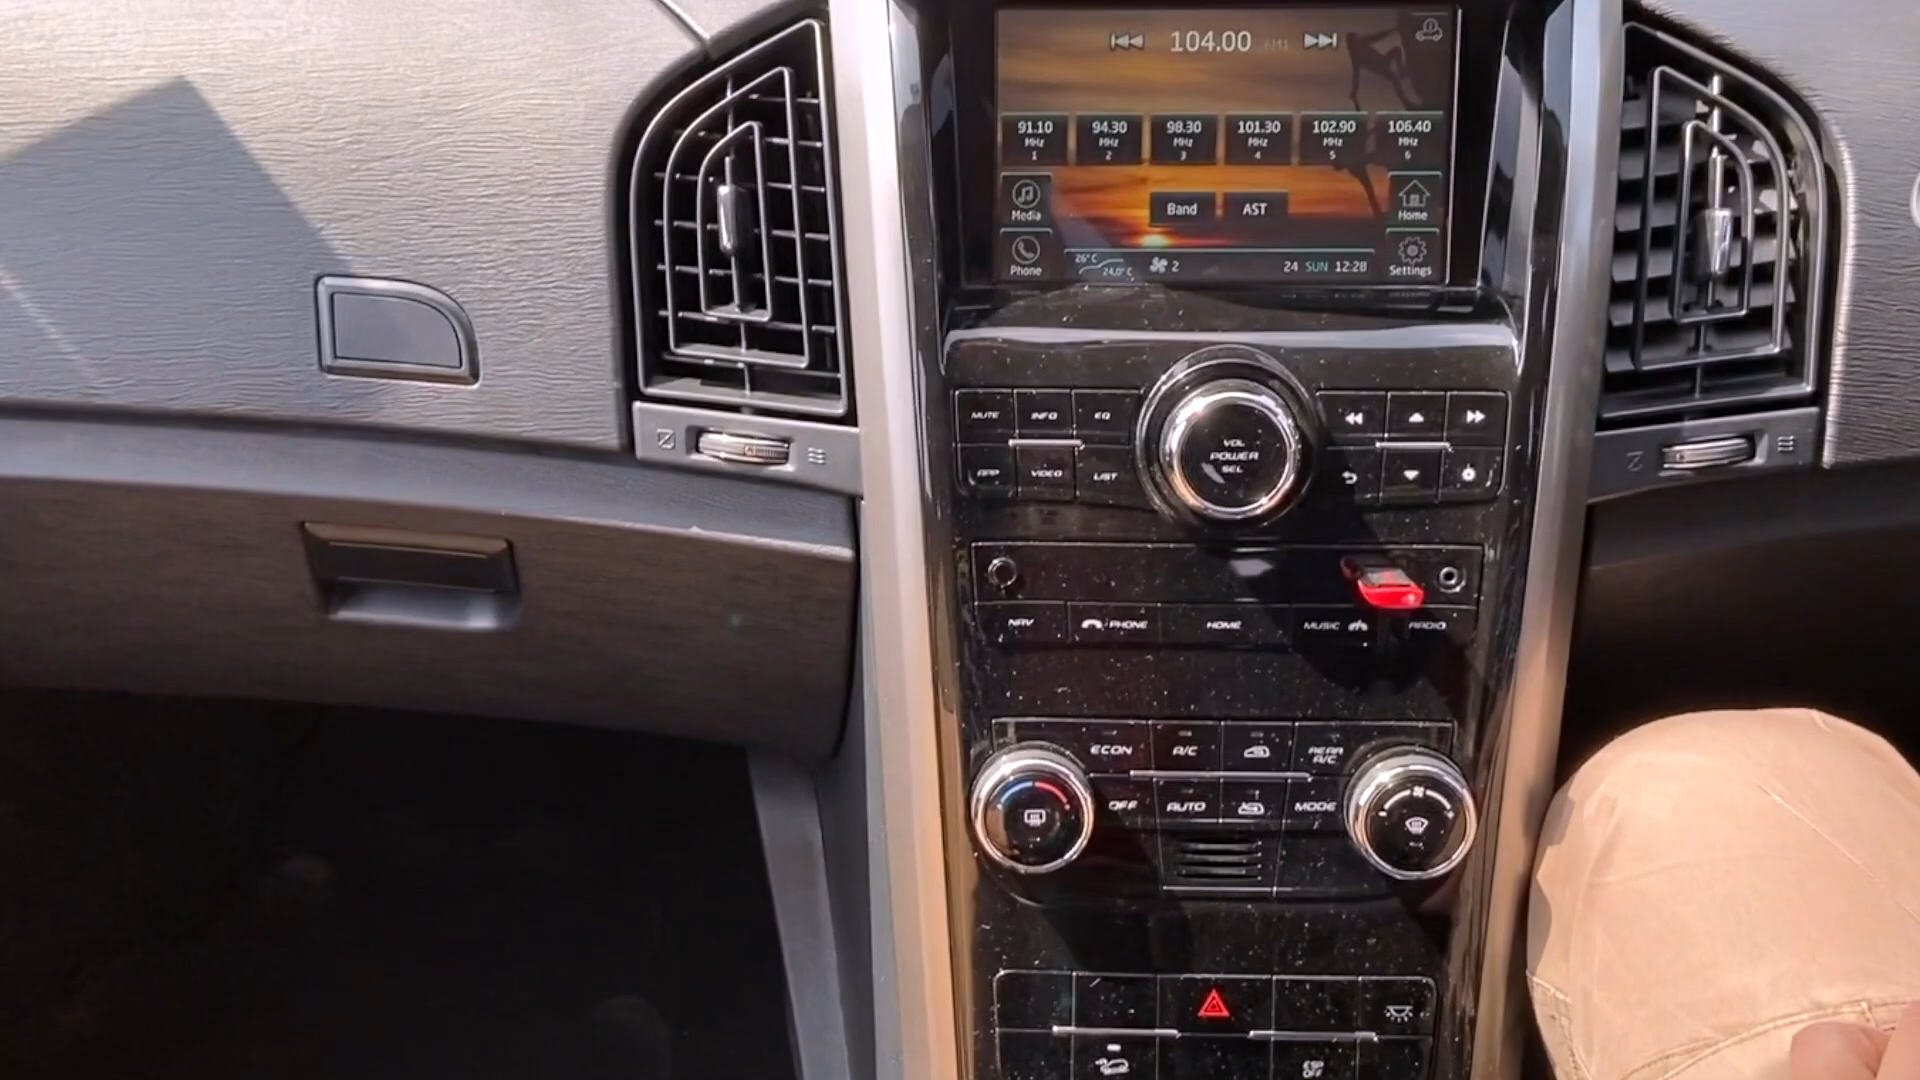 104.00 FM1
91.10 94.30 98.30 101.30 102.90 106.40
MHz MHz MHz MHz MHz MHz
1 2 3 4 5 6
Media Band AST Home
Phone 26°C 24.0°C 2 24 SUN 12:28 Settings
MUTE INFO EQ
VOL
POWER
SEL
APP VIDEO LIST
NAV PHONE HOME MUSIC RADIO
ECON A/C REAR
A/C
OFF AUTO MODE
ESP
OFF